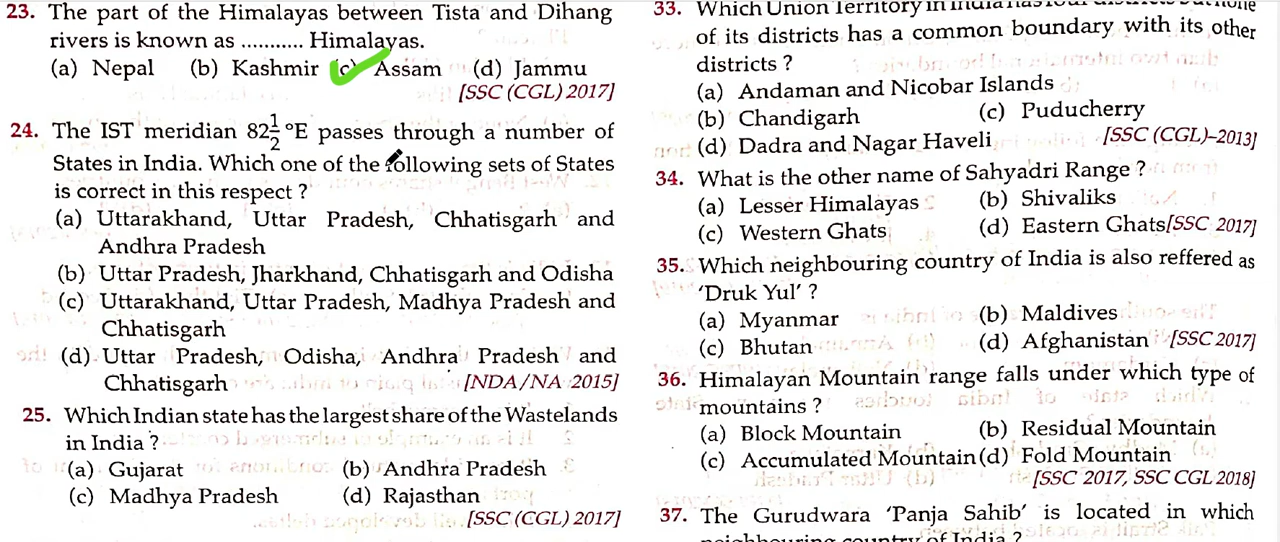 23. The part of the Himalayas between Tista and Dihang
rivers is known as ........... Himalayas.
(a) Nepal (b) Kashmir (c) Assam (d) Jammu
[SSC (CGL) 2017]
24. The IST meridian 82½ °E passes through a number of
States in India. Which one of the following sets of States
is correct in this respect ?
(a) Uttarakhand, Uttar Pradesh, Chhatisgarh and
Andhra Pradesh
(b) Uttar Pradesh, Jharkhand, Chhatisgarh and Odisha
(c) Uttarakhand, Uttar Pradesh, Madhya Pradesh and
Chhatisgarh
(d) Uttar Pradesh, Odisha, Andhra Pradesh and
Chhatisgarh [NDA/NA 2015]
25. Which Indian state has the largest share of the Wastelands
in India ?
(a) Gujarat (b) Andhra Pradesh
(c) Madhya Pradesh (d) Rajasthan
[SSC (CGL) 2017]
33. Which Union Territory in India has four districts but none
of its districts has a common boundary with its other
districts ?
(a) Andaman and Nicobar Islands
(b) Chandigarh (c) Puducherry
(d) Dadra and Nagar Haveli [SSC (CGL)–2013]
34. What is the other name of Sahyadri Range ?
(a) Lesser Himalayas (b) Shivaliks
(c) Western Ghats (d) Eastern Ghats [SSC 2017]
35. Which neighbouring country of India is also reffered as
‘Druk Yul’ ?
(a) Myanmar (b) Maldives
(c) Bhutan (d) Afghanistan [SSC 2017]
36. Himalayan Mountain range falls under which type of
mountains ?
(a) Block Mountain (b) Residual Mountain
(c) Accumulated Mountain (d) Fold Mountain
[SSC 2017, SSC CGL 2018]
37. The Gurudwara ‘Panja Sahib’ is located in which
neighbouring country of India ?